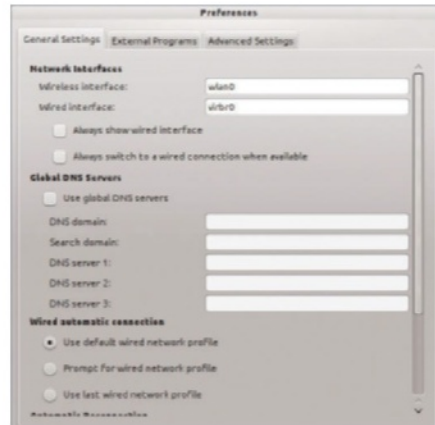 Preferences
General Settings External Programs Advanced Settings
Network Interfaces
Wireless interface: wlan0
Wired interface: virbr0
Always show wired interface
Always switch to a wired connection when available
Global DNS Servers
Use global DNS servers
DNS domain:
Search domain:
DNS server 1:
DNS server 2:
DNS server 3:
Wired automatic connection
Use default wired network profile
Prompt for wired network profile
Use last wired network profile
Automatic Reconnection